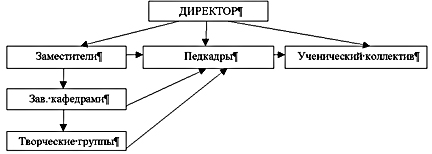 ДИРЕКТОР¶
Заместители¶ Педкадры¶ Ученический·коллектив¶
Зав.·кафедрами¶
Творческие·группы¶